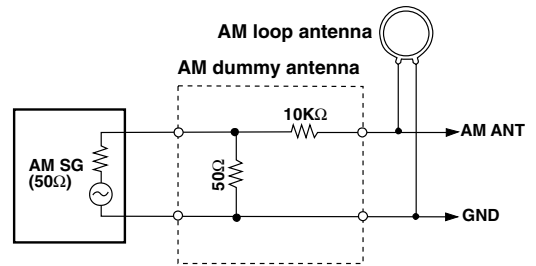 AM loop antenna
AM dummy antenna
10KΩ
AM ANT
AM SG
(50Ω)
50Ω
GND